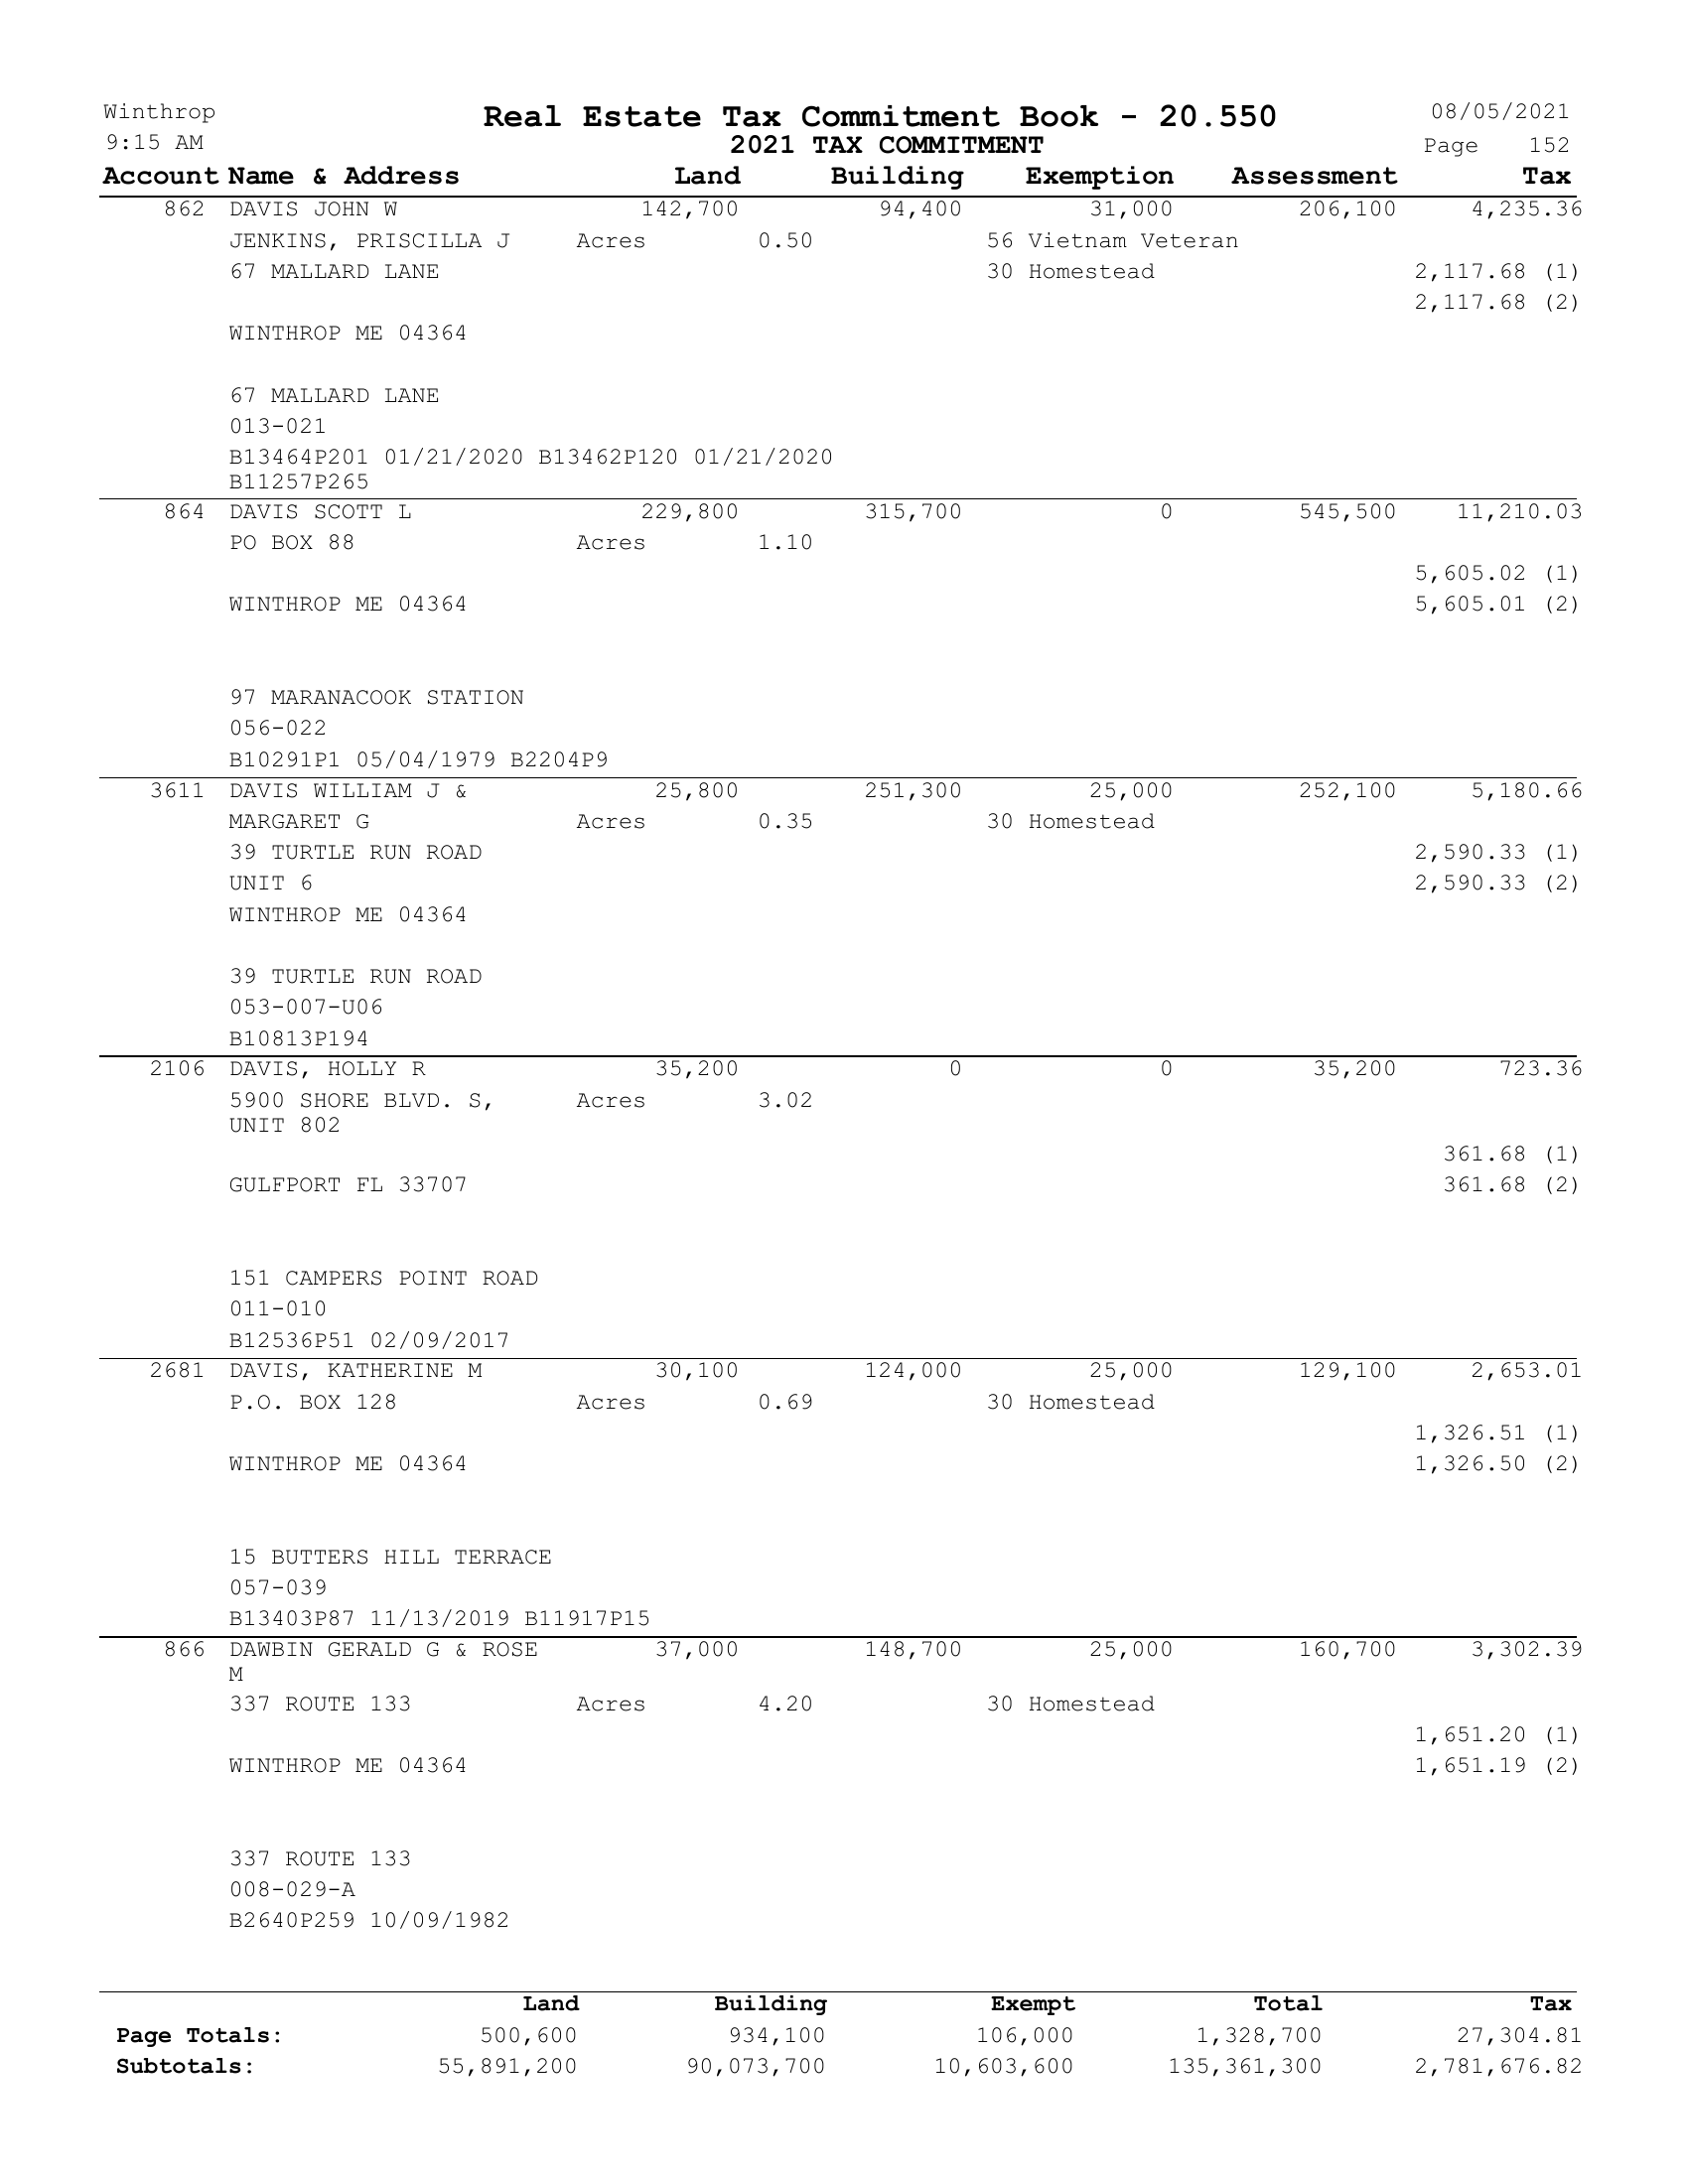 Winthrop Real Estate Tax Commitment Book - 20.550 08/05/2021
9:15 AM 2021 TAX COMMITMENT Page 152
Account Name & Address Land Building Exemption Assessment Tax
862 DAVIS JOHN W 142,700 94,400 31,000 206,100 4,235.36
JENKINS, PRISCILLA J Acres 0.50 56 Vietnam Veteran
67 MALLARD LANE 30 Homestead 2,117.68 (1)
2,117.68 (2)
WINTHROP ME 04364
67 MALLARD LANE
013-021
B13464P201 01/21/2020 B13462P120 01/21/2020
B11257P265
864 DAVIS SCOTT L 229,800 315,700 0 545,500 11,210.03
PO BOX 88 Acres 1.10
5,605.02 (1)
WINTHROP ME 04364 5,605.01 (2)
97 MARANACOOK STATION
056-022
B10291P1 05/04/1979 B2204P9
3611 DAVIS WILLIAM J & 25,800 251,300 25,000 252,100 5,180.66
MARGARET G Acres 0.35 30 Homestead
39 TURTLE RUN ROAD 2,590.33 (1)
UNIT 6 2,590.33 (2)
WINTHROP ME 04364
39 TURTLE RUN ROAD
053-007-U06
B10813P194
2106 DAVIS, HOLLY R 35,200 0 0 35,200 723.36
5900 SHORE BLVD. S, Acres 3.02
UNIT 802
361.68 (1)
GULFPORT FL 33707 361.68 (2)
151 CAMPERS POINT ROAD
011-010
B12536P51 02/09/2017
2681 DAVIS, KATHERINE M 30,100 124,000 25,000 129,100 2,653.01
P.O. BOX 128 Acres 0.69 30 Homestead
1,326.51 (1)
WINTHROP ME 04364 1,326.50 (2)
15 BUTTERS HILL TERRACE
057-039
B13403P87 11/13/2019 B11917P15
866 DAWBIN GERALD G & ROSE 37,000 148,700 25,000 160,700 3,302.39
M
337 ROUTE 133 Acres 4.20 30 Homestead
1,651.20 (1)
WINTHROP ME 04364 1,651.19 (2)
337 ROUTE 133
008-029-A
B2640P259 10/09/1982
Land Building Exempt Total Tax
Page Totals: 500,600 934,100 106,000 1,328,700 27,304.81
Subtotals: 55,891,200 90,073,700 10,603,600 135,361,300 2,781,676.82